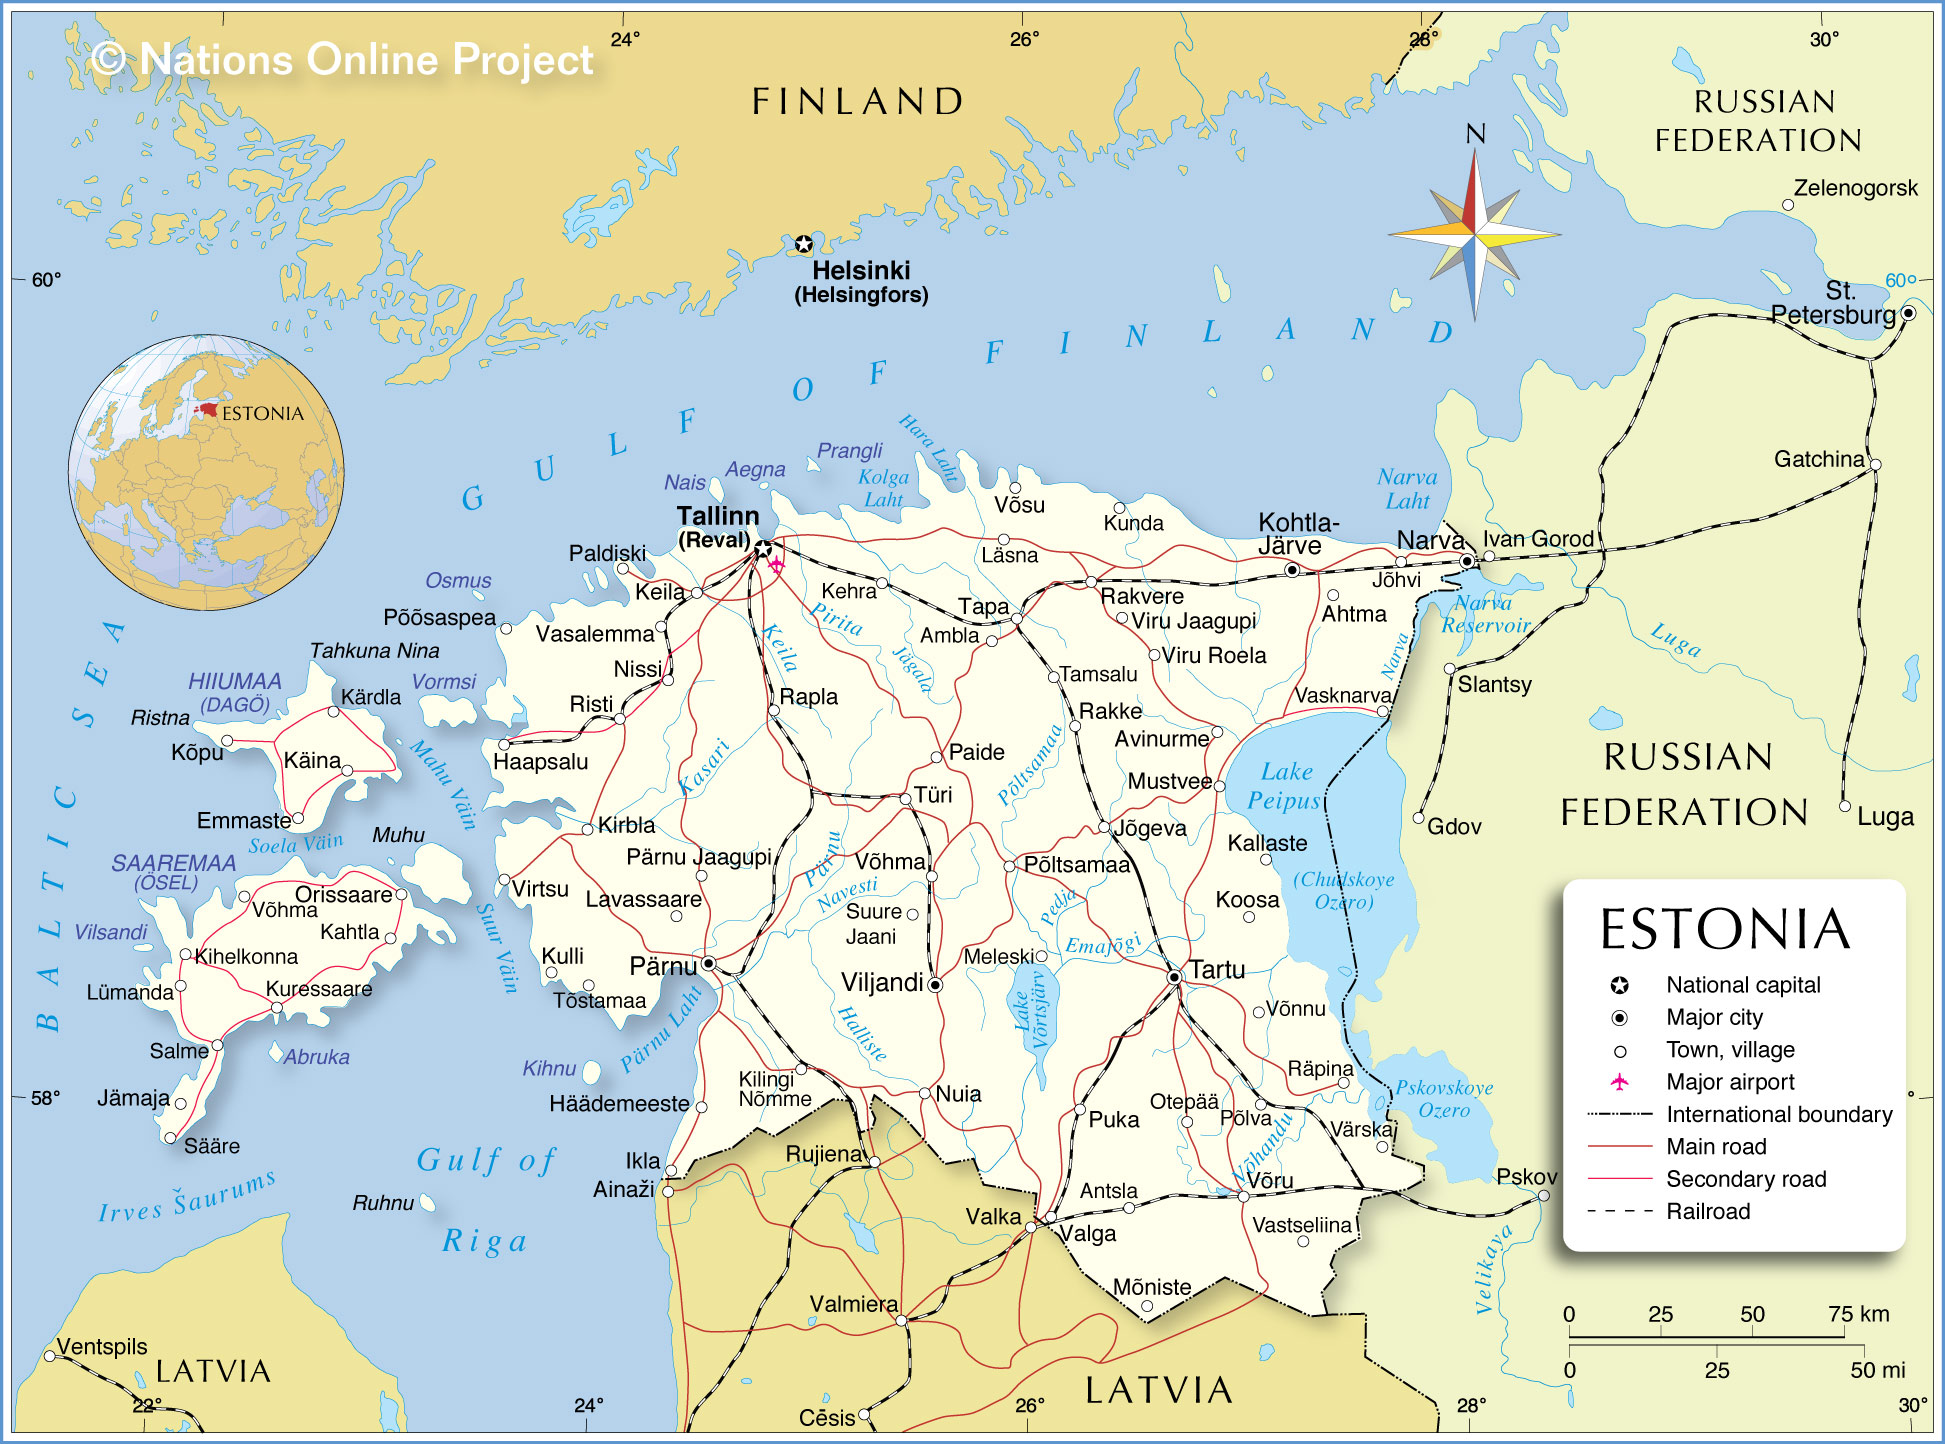 24°
26°
28°
30°
© Nations Online Project
FINLAND
RUSSIAN
FEDERATION
N
Zelenogorsk
Helsinki
(Helsingfors)
60°
60°
St.
Petersburg
GULF OF FINLAND
ESTONIA
Gatchina
Hara Laht
Prangli
Aegna
Nais
Kolga
Laht
Narva
Laht
Võsu
Kunda
Tallinn
(Reval)
Kohtla-
Järve
Narva
Ivan Gorod
Paldiski
Läsna
Jõhvi
Osmus
Keila
Kehra
Rakvere
Ahtma
Narva
Reservoir
Põõsaspea
Vasalemma
Pirita
Tapa
Ambla
Viru Jaagupi
Luga
Keila
Tahkuna Nina
Nissi
Jägala
Viru Roela
Narva
HIIUMAA
(DAGÖ)
Vormsi
Tamsalu
Slantsy
Ristna
Kärdla
Risti
Rapla
Rakke
Vasknarva
Kõpu
Käina
Haapsalu
Kasari
Paide
Avinurme
Põltsamaa
Mahu Väin
Mustvee
Lake
Peipus
RUSSIAN
FEDERATION
BALTIC SEA
Emmaste
Türi
Soela Väin
Muhu
Kirbla
Jõgeva
Gdov
Luga
SAAREMAA
(ÖSEL)
Pärnu Jaagupi
Pärnu
Võhma
Põltsamaa
Kallaste
Orissaare
Virtsu
Lavassaare
Navesti
Pedja
(Chudskoye
Ozero)
Võhma
Koosa
Suure
Jaani
Vilsandi
Kahtla
Suur Väin
Kihelkonna
Kulli
Pärnu
Meleski
Emajõgi
Lümanda
Kuressaare
Tõstamaa
Viljandi
Tartu
Lake
Võrtsjärv
Võnnu
Pärnu Laht
Halliste
Salme
Abruka
Kihnu
Räpina
Jämaja
58°
Kilingi
Nõmme
Nuia
Häädemeeste
Puka
Otepää
Põlva
Pskovskoye
Ozero
°
Värska
Sääre
Gulf of
Riga
Ikla
Rujiena
Võhandu
Irves Šaurums
Ruhnu
Ainaži
Antsla
Võru
Pskov
Valka
Valga
Vastseliina
Velikaya
Mõniste
Valmiera
Ventspils
LATVIA
LATVIA
Cēsis
22°
24°
26°
28°
30°
ESTONIA
National capital
Major city
Town, village
Major airport
International boundary
Main road
Secondary road
Railroad
0 25 50 75 km
0 25 50 mi